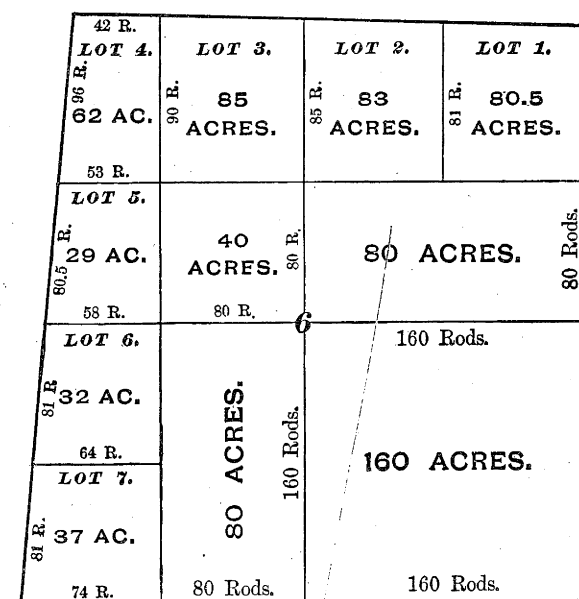 42 R.
LOT 4.
LOT 3.
LOT 2.
LOT 1.
96 R.
62 AC.
90 R.
85
ACRES.
85 R.
83
ACRES.
81 R.
80.5
ACRES.
53 R.
LOT 5.
80.5 R.
29 AC.
40
ACRES.
80 R.
80 ACRES.
80 Rods.
58 R.
80 R.
6
LOT 6.
160 Rods.
81 R
32 AC.
80 ACRES.
160 Rods.
160 ACRES.
64 R.
LOT 7.
81 R.
37 AC.
74 R.
80 Rods.
160 Rods.